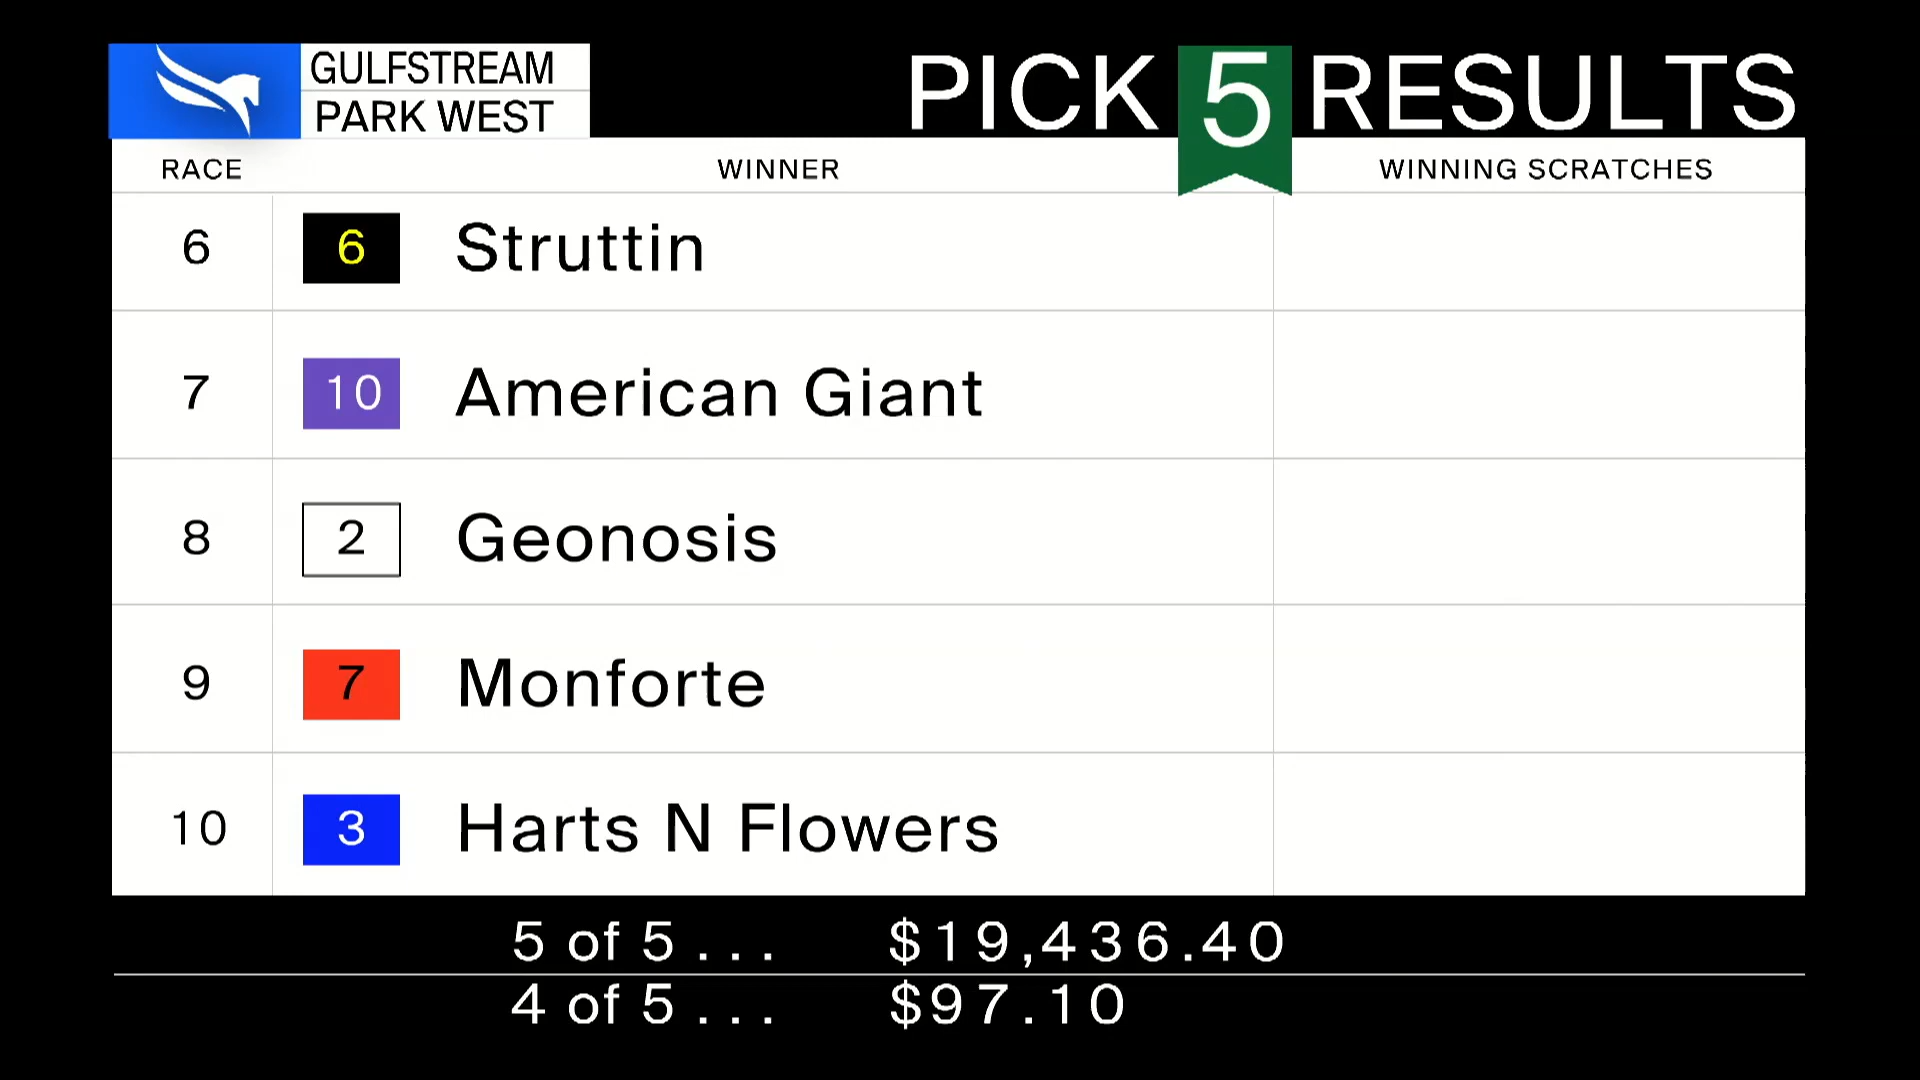 GULFSTREAM
PARK WEST
PICK 5 RESULTS
RACE WINNER WINNING SCRATCHES
6 6 Struttin
7 10 American Giant
8 2 Geonosis
9 7 Monforte
10 3 Harts N Flowers
5 of 5 . . . $19,436.40
4 of 5 . . . $97.10